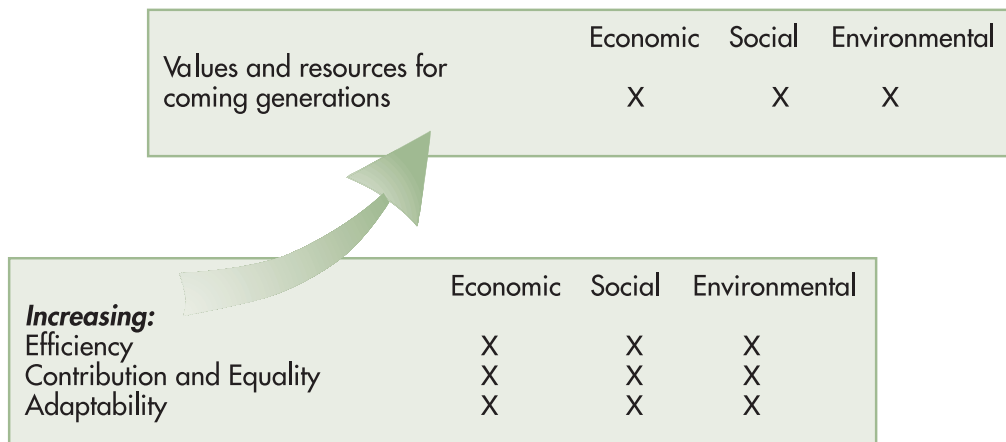 Economic Social Environmental
Values and resources for
coming generations X X X
Economic Social Environmental
Increasing:
Efficiency X X X
Contribution and Equality X X X
Adaptability X X X